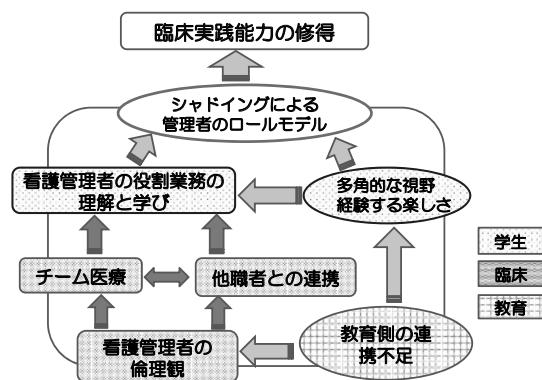 臨床実践能力の修得
シャドイングによる
管理者のロールモデル
看護管理者の役割業務の
理解と学び
多角的な視野
経験する楽しさ
学生
チーム医療
他職者との連携
臨床
教育
看護管理者の
倫理観
教育側の連
携不足